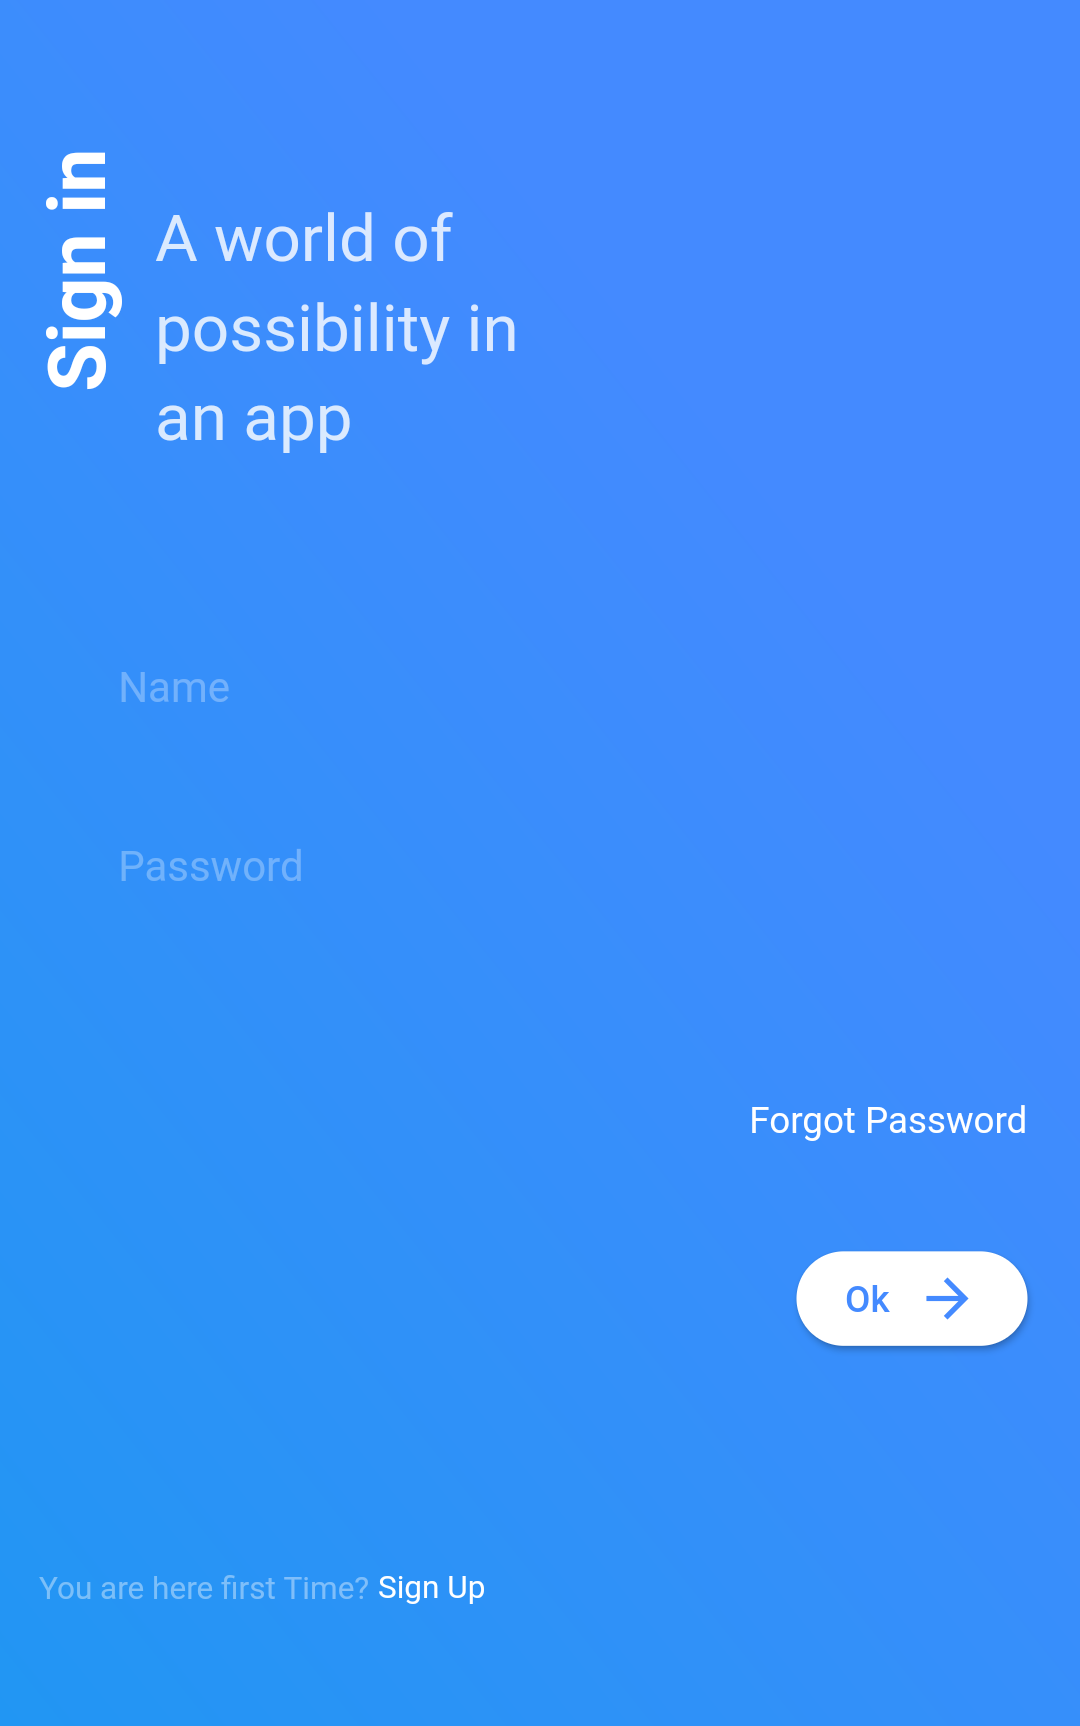 Sign in
A world of
possibility in
an app
Name
Password
Forgot Password
Ok
You are here first Time? Sign Up